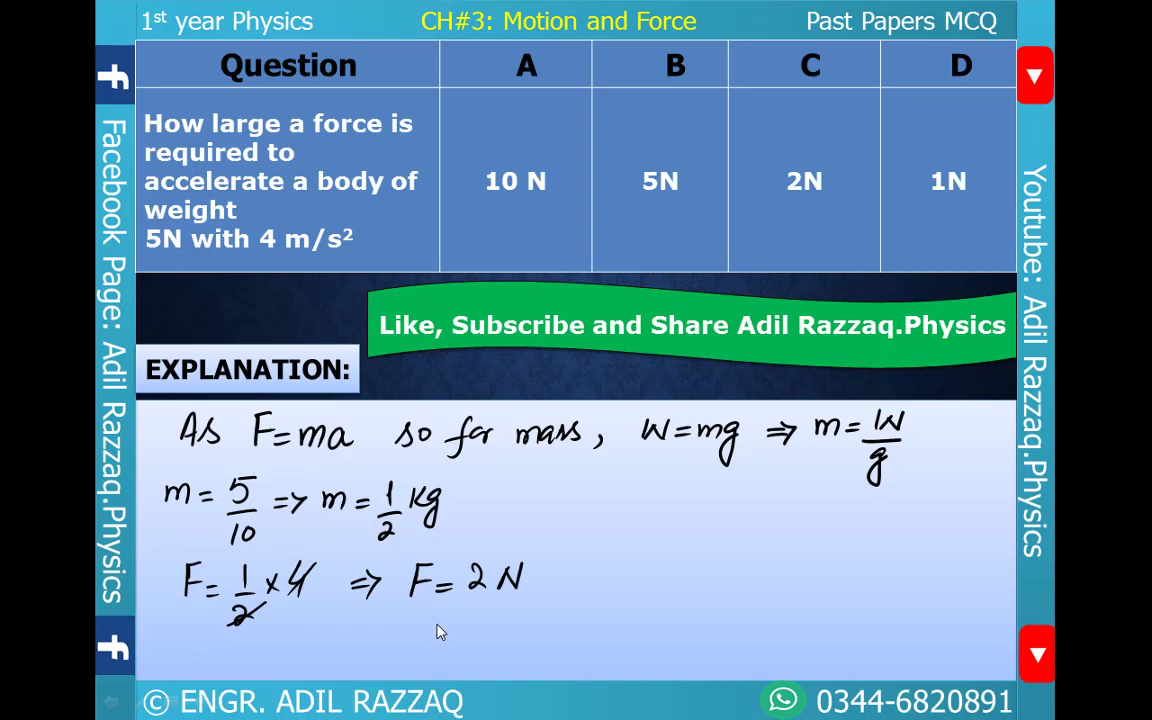 1st year Physics CH#3: Motion and Force Past Papers MCQ
Question A B C D
How large a force is
required to
accelerate a body of
weight
5N with 4 m/s²
10 N 5N 2N 1N
Like, Subscribe and Share Adil Razzaq.Physics
EXPLANATION:
As F=ma so for mass, W=mg ⇒ m=W/g
m = 5/10 ⇒ m = 1/2 kg
F = 1/2 × 4 ⇒ F = 2 N
© ENGR. ADIL RAZZAQ 0344-6820891
Facebook Page: Adil Razzaq.Physics
Youtube: Adil Razzaq.Physics